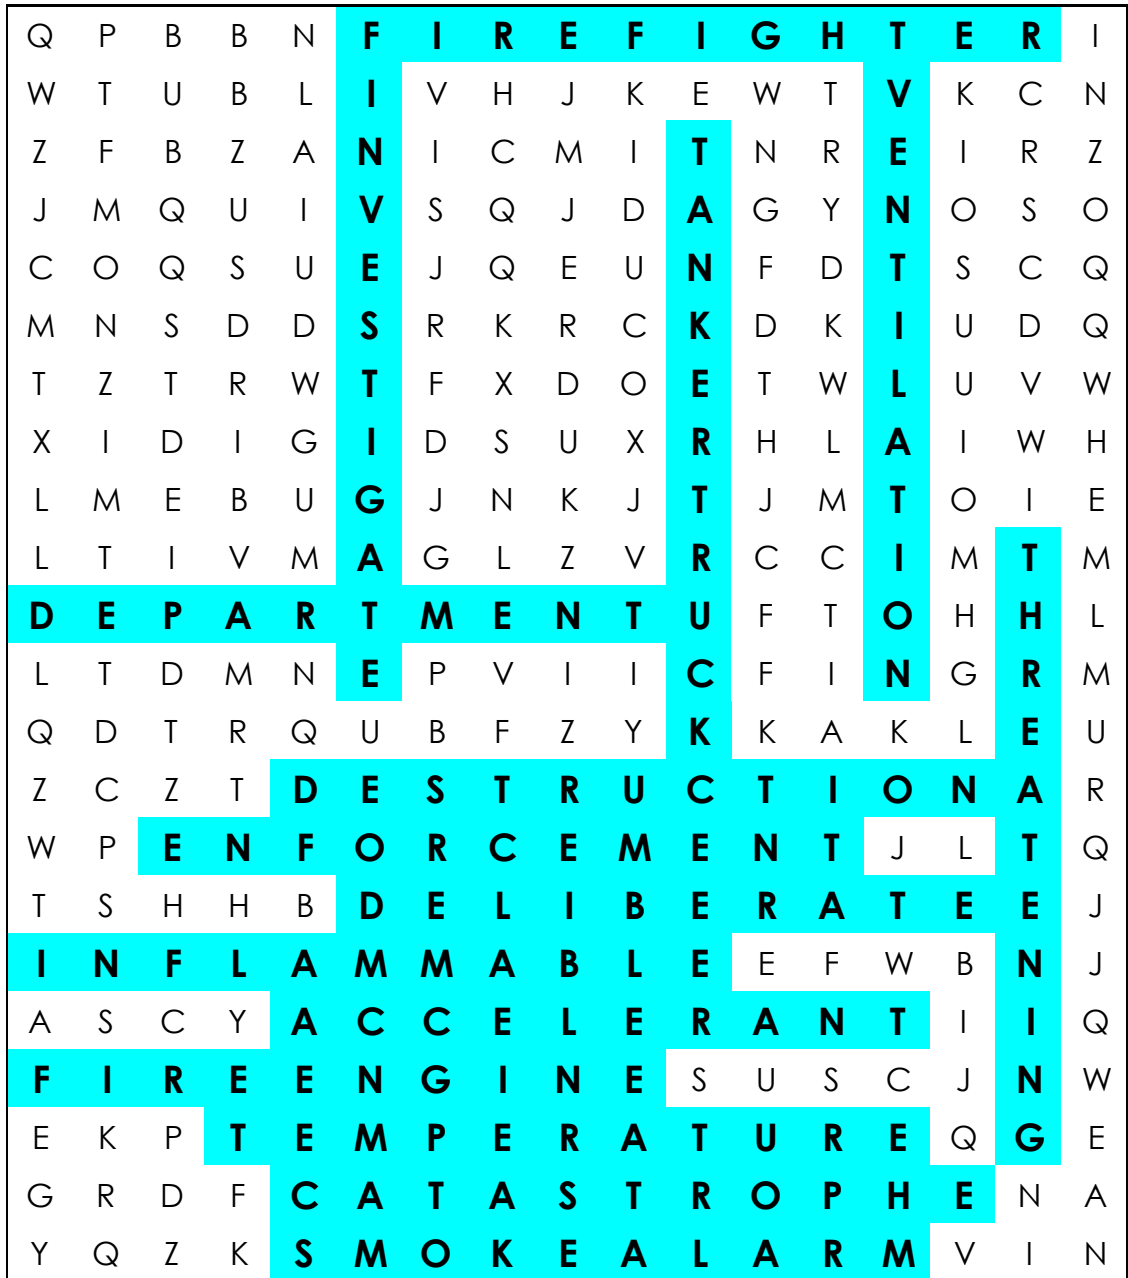 Q P B B N F I R E F I G H T E R I
W T U B L I V H J K E W T V K C N
Z F B Z A N I C M I T N R E I R Z
J M Q U I V S Q J D A G Y N O S O
C O Q S U E J Q E U N F D T S C Q
M N S D D S R K R C K D K I U D Q
T Z T R W T F X D O E T W L U V W
X I D I G I D S U X R H L A I W H
L M E B U G J N K J T J M T O I E
L T I V M A G L Z V R C C I M T M
D E P A R T M E N T U F T O H H L
L T D M N E P V I I C F I N G R M
Q D T R Q U B F Z Y K K A K L E U
Z C Z T D E S T R U C T I O N A R
W P E N F O R C E M E N T J L T Q
T S H H B D E L I B E R A T E E J
I N F L A M M A B L E E F W B N J
A S C Y A C C E L E R A N T I I Q
F I R E E N G I N E S U S C J N W
E K P T E M P E R A T U R E Q G E
G R D F C A T A S T R O P H E N A
Y Q Z K S M O K E A L A R M V I N